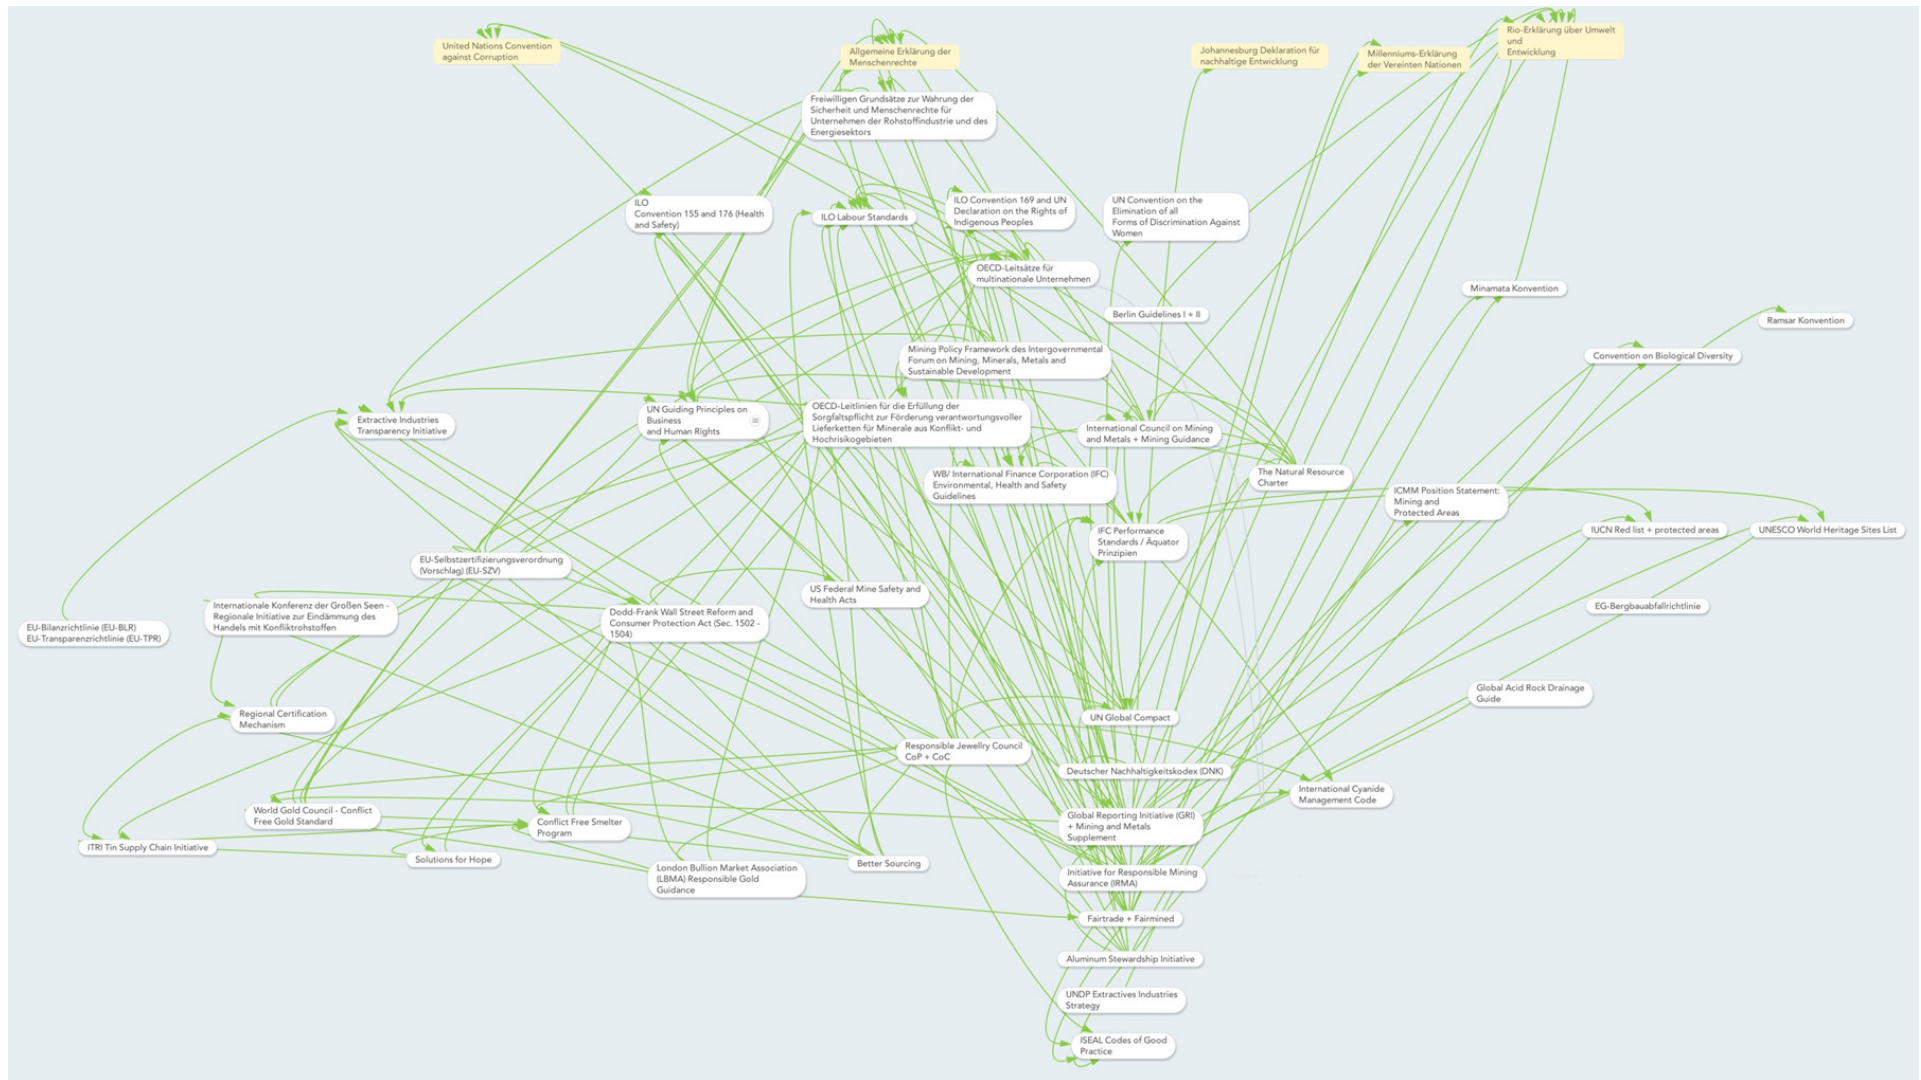 United Nations Convention
against Corruption
Allgemeine Erklärung der
Menschenrechte
Johannesburg Deklaration für
nachhaltige Entwicklung
Millenniums-Erklärung
der Vereinten Nationen
Rio-Erklärung über Umwelt
und
Entwicklung
Freiwilligen Grundsätze zur Wahrung der
Sicherheit und Menschenrechte für
Unternehmen der Rohstoffindustrie und des
Energiesektors
ILO
Convention 155 and 176 (Health
and Safety)
ILO Labour Standards
ILO Convention 169 and UN
Declaration on the Rights of
Indigenous Peoples
UN Convention on the
Elimination of all
Forms of Discrimination Against
Women
OECD-Leitsätze für
multinationale Unternehmen
Minamata Konvention
Berlin Guidelines I + II
Ramsar Konvention
Mining Policy Framework des Intergovernmental
Forum on Mining, Minerals, Metals and
Sustainable Development
Convention on Biological Diversity
Extractive Industries
Transparency Initiative
UN Guiding Principles on
Business
and Human Rights
OECD-Leitlinien für die Erfüllung der
Sorgfaltspflicht zur Förderung verantwortungsvoller
Lieferketten für Minerale aus Konflikt- und
Hochrisikogebieten
International Council on Mining
and Metals + Mining Guidance
WB/ International Finance Corporation (IFC)
Environmental, Health and Safety
Guidelines
The Natural Resource
Charter
ICMM Position Statement:
Mining and
Protected Areas
IFC Performance
Standards / Äquator
Prinzipien
IUCN Red list + protected areas
UNESCO World Heritage Sites List
EU-Selbstzertifizierungsverordnung
(Vorschlag) (EU-SZV)
US Federal Mine Safety and
Health Acts
EG-Bergbauabfallrichtlinie
Internationale Konferenz der Großen Seen -
Regionale Initiative zur Eindämmung des
Handels mit Konfliktrohstoffen
Dodd-Frank Wall Street Reform and
Consumer Protection Act (Sec. 1502 -
1504)
EU-Bilanzrichtlinie (EU-BLR)
EU-Transparenzrichtlinie (EU-TPR)
Global Acid Rock Drainage
Guide
Regional Certification
Mechanism
UN Global Compact
Responsible Jewellry Council
CoP + CoC
Deutscher Nachhaltigkeitskodex (DNK)
International Cyanide
Management Code
World Gold Council - Conflict
Free Gold Standard
Conflict Free Smelter
Program
Global Reporting Initiative (GRI)
+ Mining and Metals
Supplement
ITRI Tin Supply Chain Initiative
Solutions for Hope
London Bullion Market Association
(LBMA) Responsible Gold
Guidance
Better Sourcing
Initiative for Responsible Mining
Assurance (IRMA)
Fairtrade + Fairmined
Aluminum Stewardship Initiative
UNDP Extractives Industries
Strategy
ISEAL Codes of Good
Practice